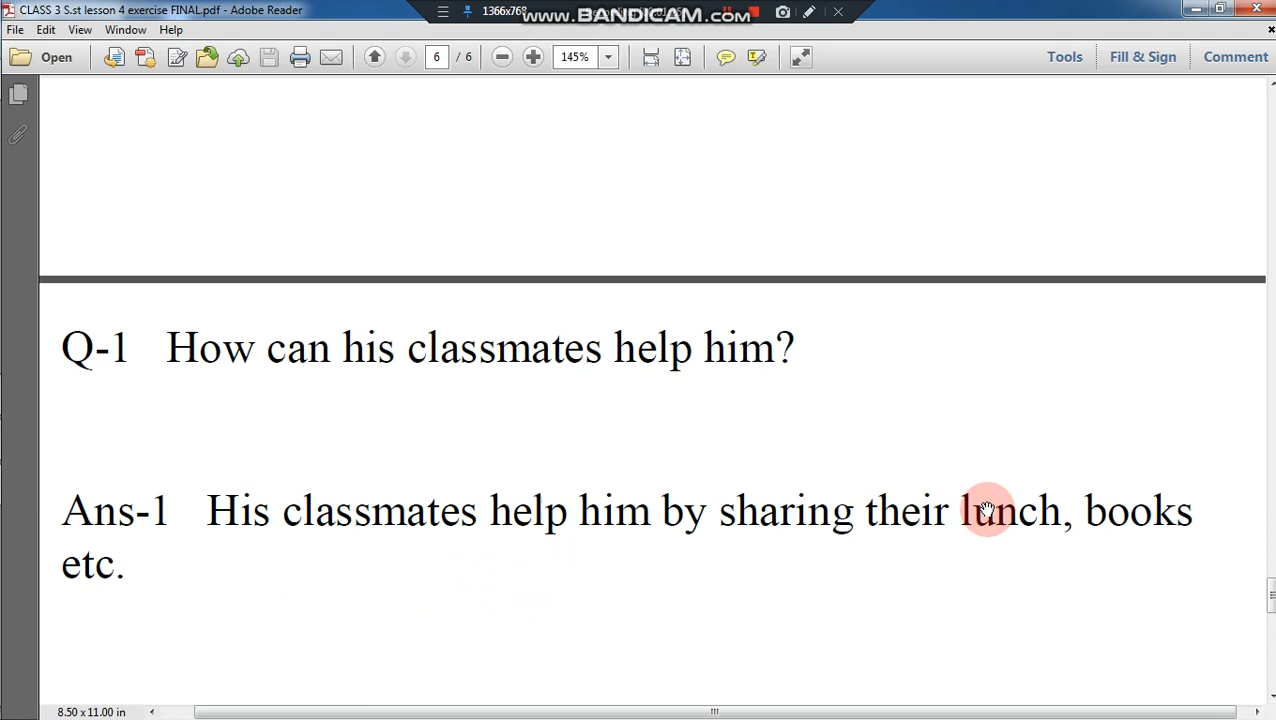 CLASS 3 S.st lesson 4 exercise FINAL.pdf - Adobe Reader
1366x768
www.BANDICAM.com
File Edit View Window Help
Open 6 / 6 145% Tools Fill & Sign Comment
Q-1 How can his classmates help him?
Ans-1 His classmates help him by sharing their lunch, books
etc.
8.50 x 11.00 in